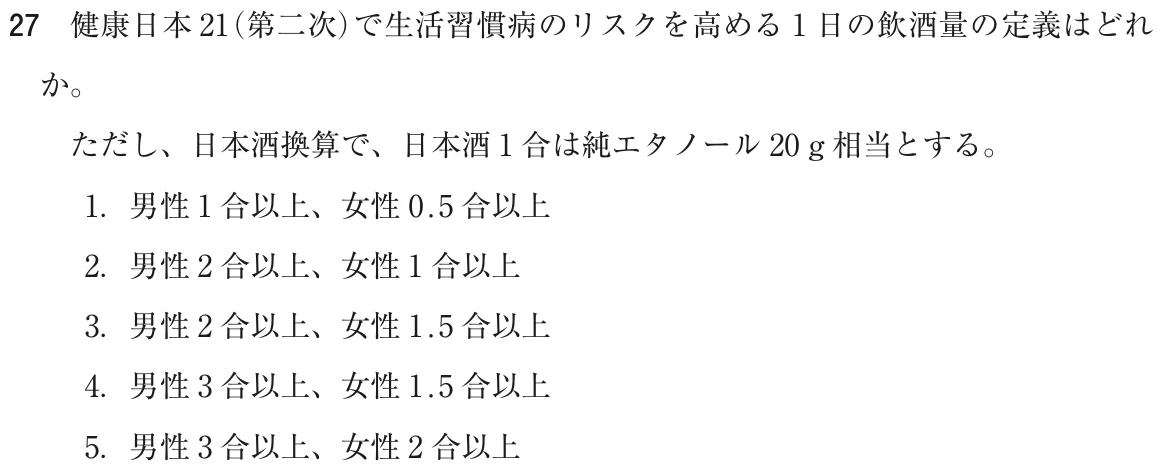 27 健康日本21(第二次)で生活習慣病のリスクを高める1日の飲酒量の定義はどれ
か。
ただし、日本酒換算で、日本酒1合は純エタノール20g相当とする。
1. 男性1合以上、女性0.5合以上
2. 男性2合以上、女性1合以上
3. 男性2合以上、女性1.5合以上
4. 男性3合以上、女性1.5合以上
5. 男性3合以上、女性2合以上